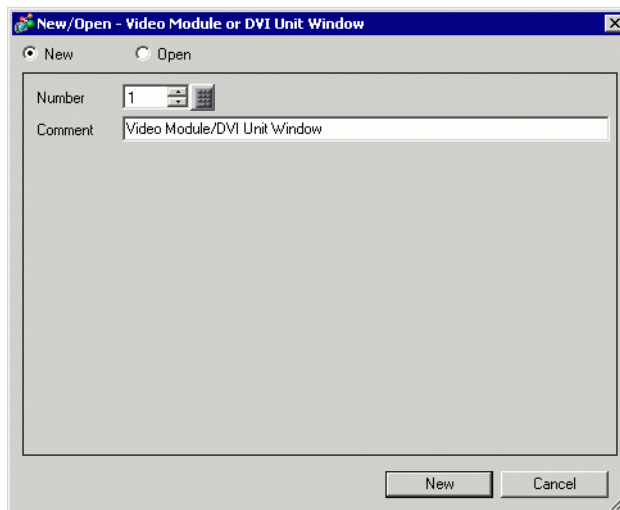 New/Open - Video Module or DVI Unit Window
New Open
Number 1
Comment Video Module/DVI Unit Window
New Cancel